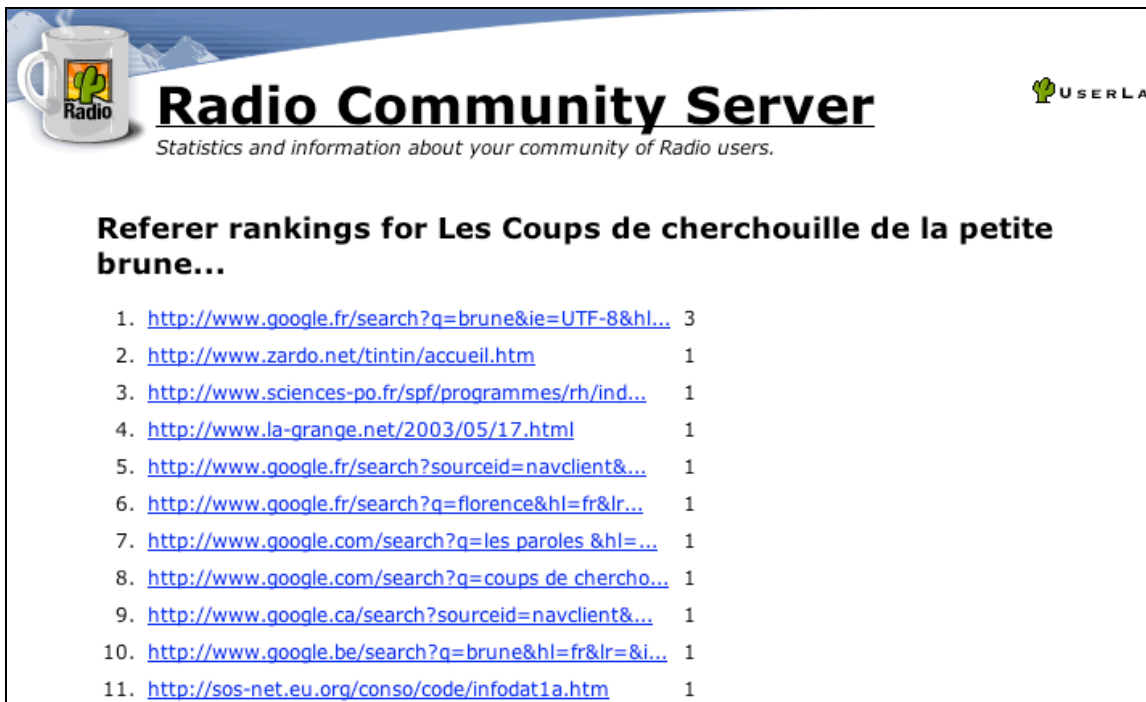 Radio
Radio Community Server
USERLA
Statistics and information about your community of Radio users.
Referer rankings for Les Coups de cherchouille de la petite
brune...
1. http://www.google.fr/search?q=brune&ie=UTF-8&hl... 3
2. http://www.zardo.net/tintin/accueil.htm 1
3. http://www.sciences-po.fr/spf/programmes/rh/ind... 1
4. http://www.la-grange.net/2003/05/17.html 1
5. http://www.google.fr/search?sourceid=navclient&... 1
6. http://www.google.fr/search?q=florence&hl=fr&lr... 1
7. http://www.google.com/search?q=les paroles &hl=... 1
8. http://www.google.com/search?q=coups de chercho... 1
9. http://www.google.ca/search?sourceid=navclient&... 1
10. http://www.google.be/search?q=brune&hl=fr&lr=&i... 1
11. http://sos-net.eu.org/conso/code/infodat1a.htm 1